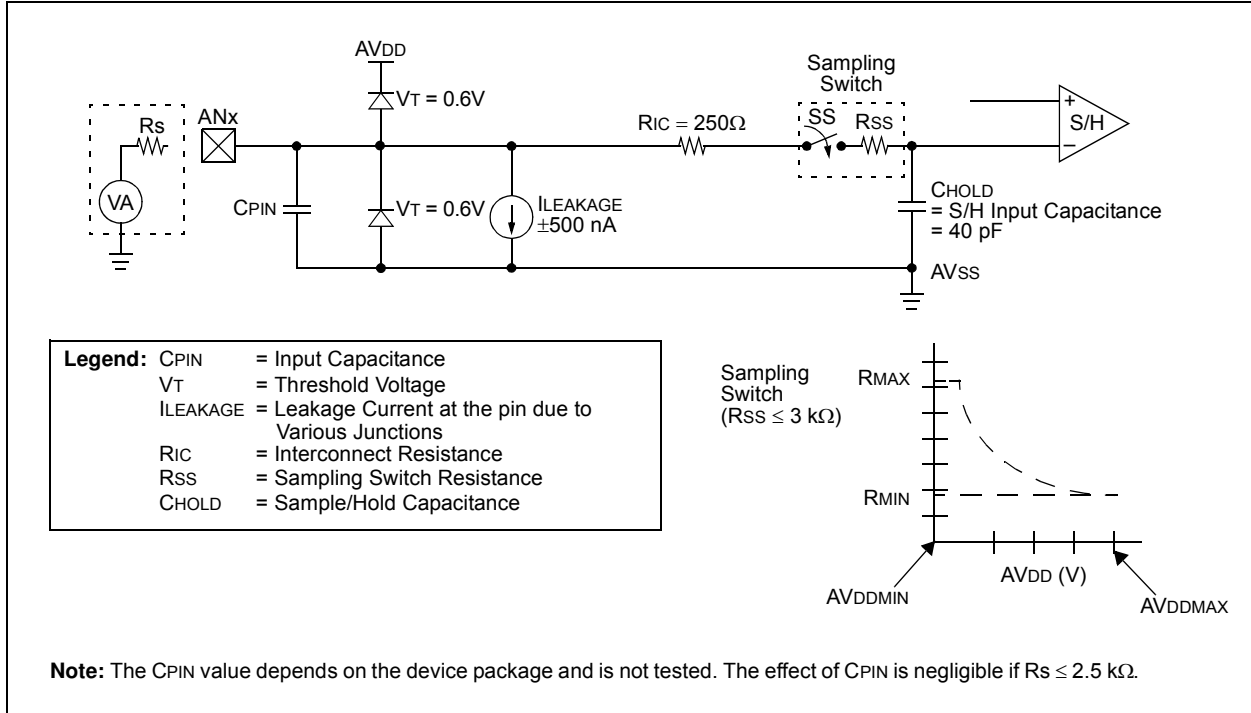 AVDD
VT = 0.6V
Sampling
Switch
ANx
Rs
RIC = 250Ω
SS
RSS
+
S/H
–
VA
CPIN
VT = 0.6V
ILEAKAGE
±500 nA
CHOLD
= S/H Input Capacitance
= 40 pF
AVSS
Legend: CPIN = Input Capacitance
VT = Threshold Voltage
ILEAKAGE = Leakage Current at the pin due to
Various Junctions
RIC = Interconnect Resistance
RSS = Sampling Switch Resistance
CHOLD = Sample/Hold Capacitance
Sampling
Switch
(RSS ≤ 3 kΩ)
RMAX
RMIN
AVDD (V)
AVDDMIN
AVDDMAX
Note: The CPIN value depends on the device package and is not tested. The effect of CPIN is negligible if Rs ≤ 2.5 kΩ.